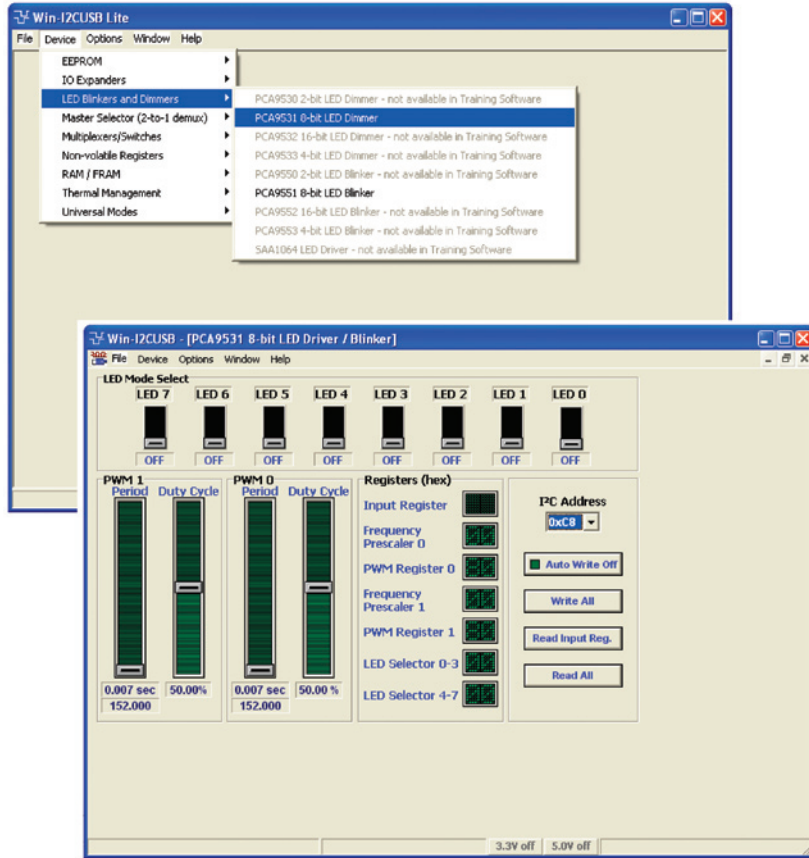 Win-I2CUSB Lite
File Device Options Window Help
EEPROM
IO Expanders
LED Blinkers and Dimmers
Master Selector (2-to-1 demux)
Multiplexers/Switches
Non-volatile Registers
RAM / FRAM
Thermal Management
Universal Modes
PCA9530 2-bit LED Dimmer - not available in Training Software
PCA9531 8-bit LED Dimmer
PCA9532 16-bit LED Dimmer - not available in Training Software
PCA9533 4-bit LED Dimmer - not available in Training Software
PCA9550 2-bit LED Blinker - not available in Training Software
PCA9551 8-bit LED Blinker
PCA9552 16-bit LED Blinker - not available in Training Software
PCA9553 4-bit LED Blinker - not available in Training Software
SAA1064 LED Driver - not available in Training Software
Win-I2CUSB - [PCA9531 8-bit LED Driver / Blinker]
File Device Options Window Help
LED Mode Select
LED 7 LED 6 LED 5 LED 4 LED 3 LED 2 LED 1 LED 0
OFF OFF OFF OFF OFF OFF OFF OFF
PWM 1
Period Duty Cycle
0.007 sec 50.00%
152.000
PWM 0
Period Duty Cycle
0.007 sec 50.00 %
152.000
Registers (hex)
Input Register
Frequency
Prescaler 0
00
PWM Register 0 80
Frequency
Prescaler 1
00
PWM Register 1 80
LED Selector 0-3 00
LED Selector 4-7 00
I²C Address
0xC8
Auto Write Off
Write All
Read Input Reg.
Read All
3.3V off 5.0V off